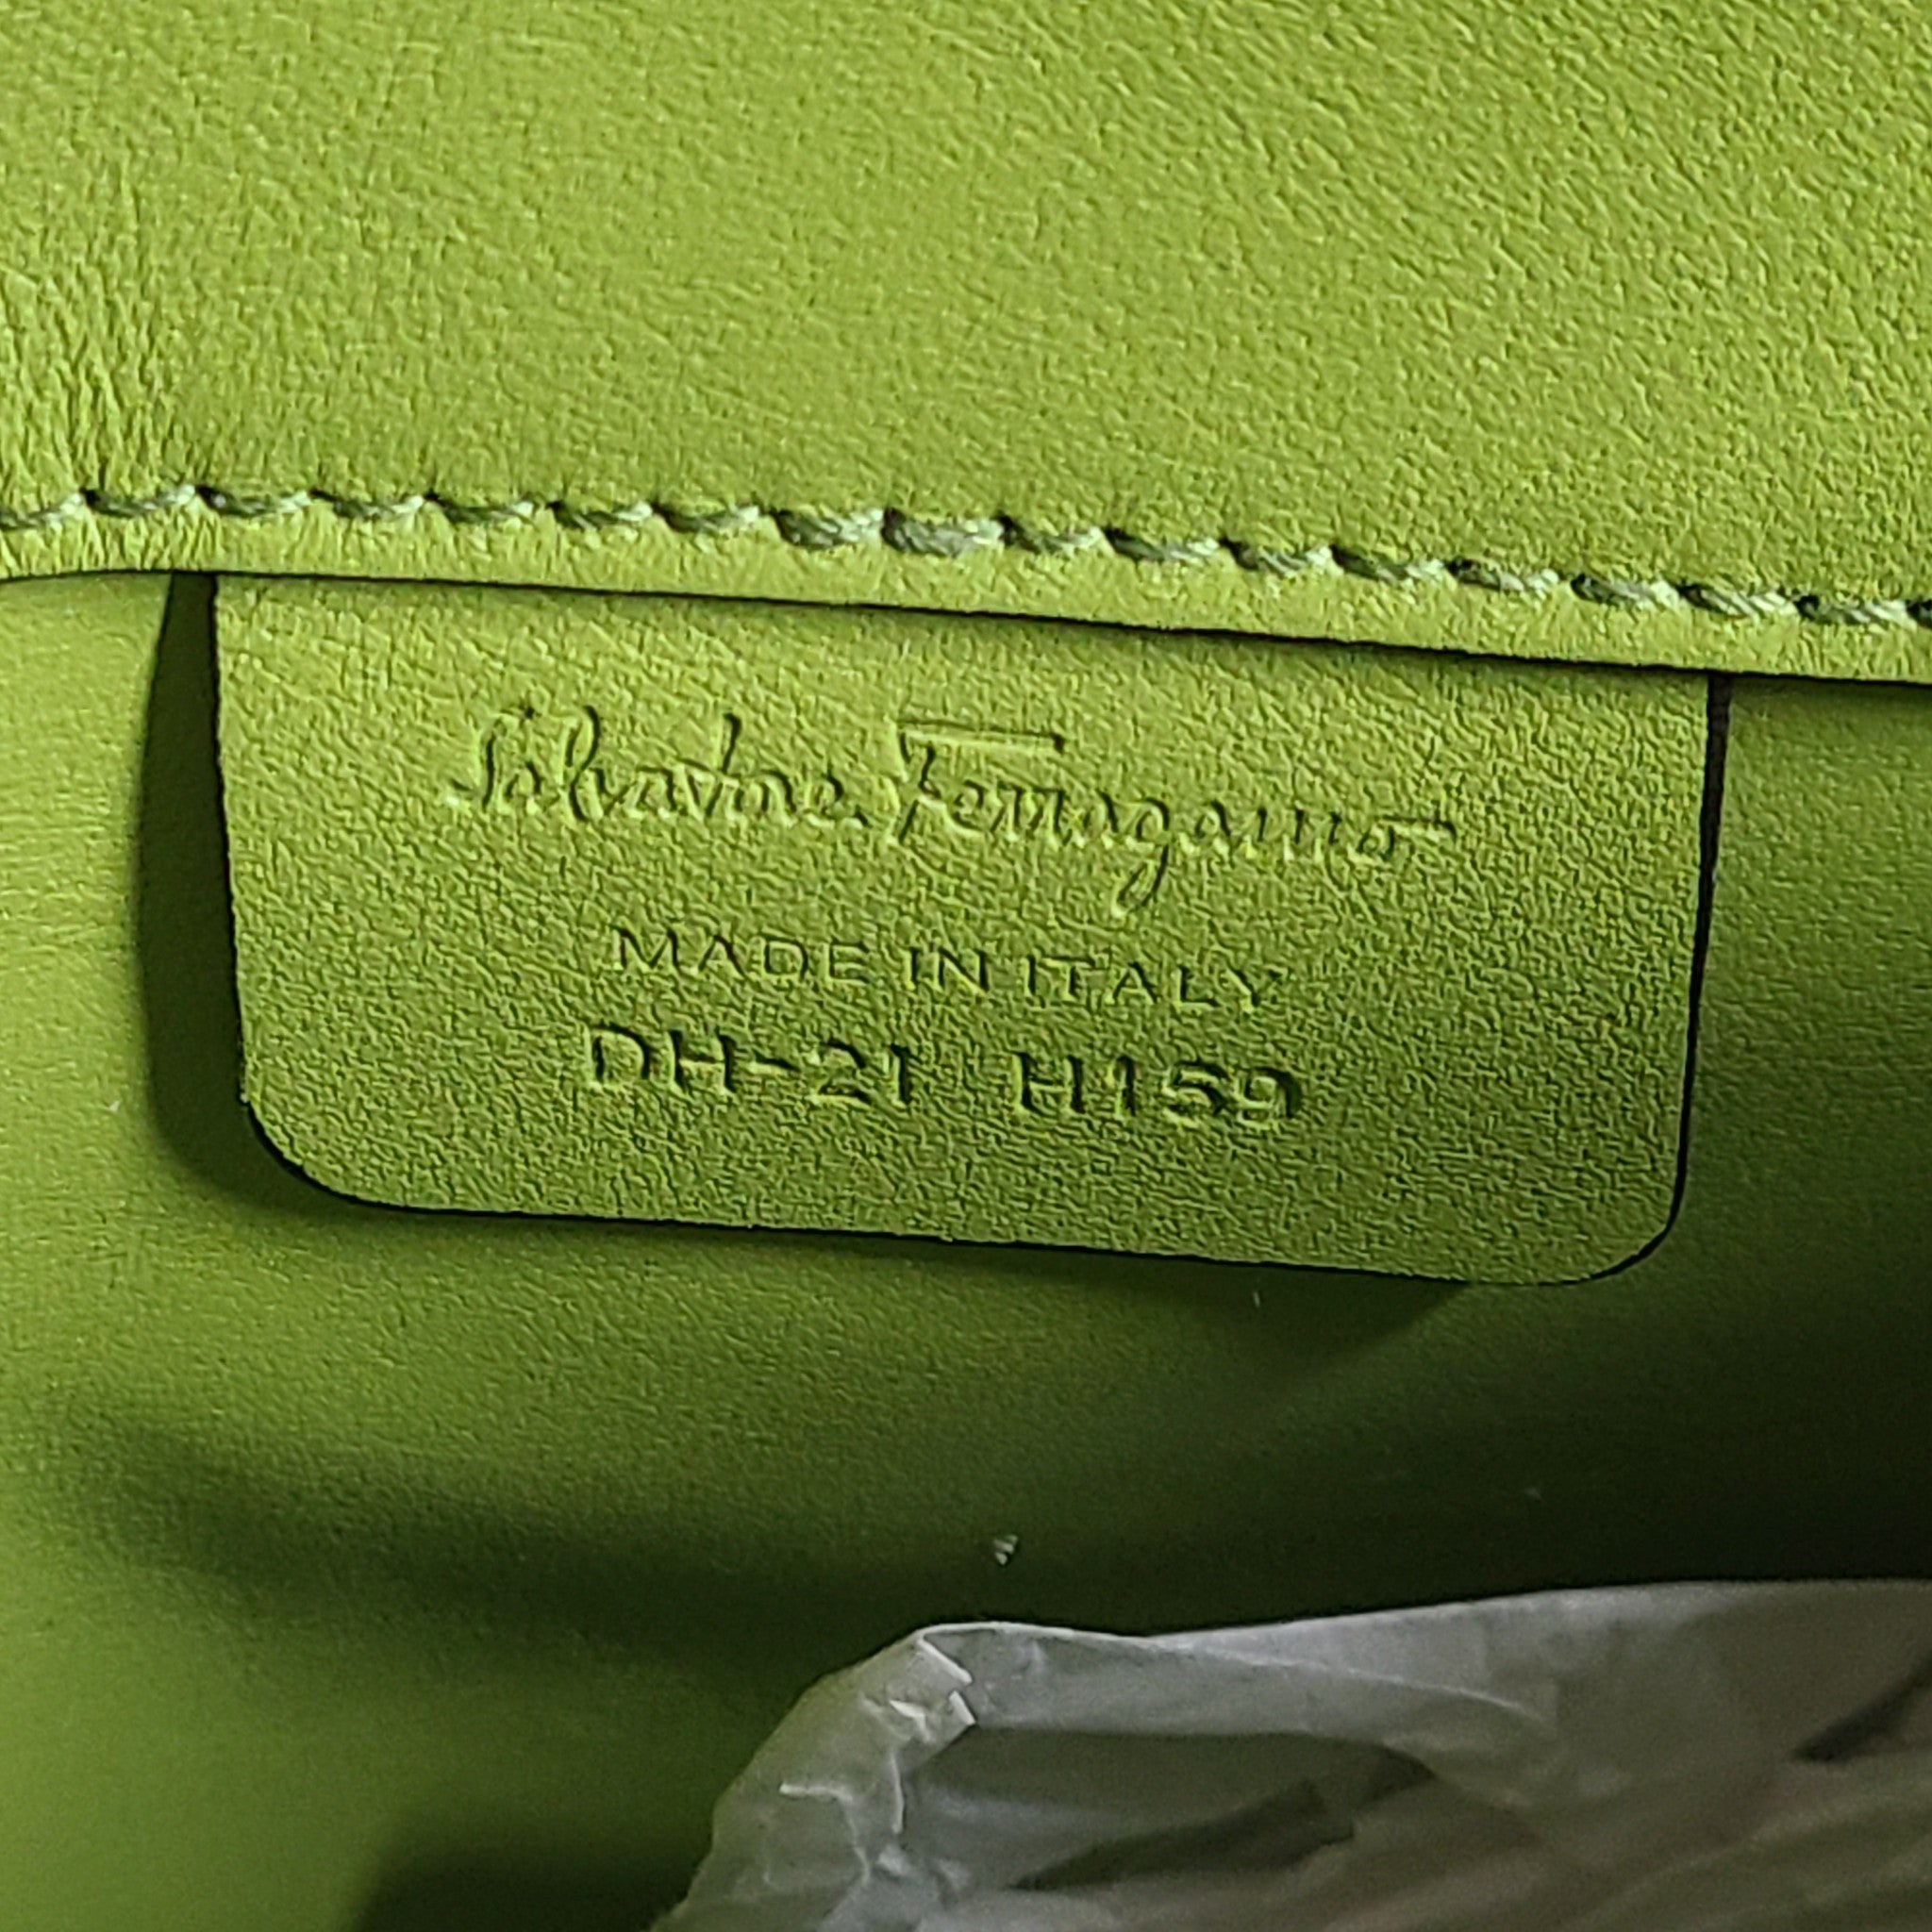 Salvatore Ferragamo
MADE IN ITALY
DH-21 H159